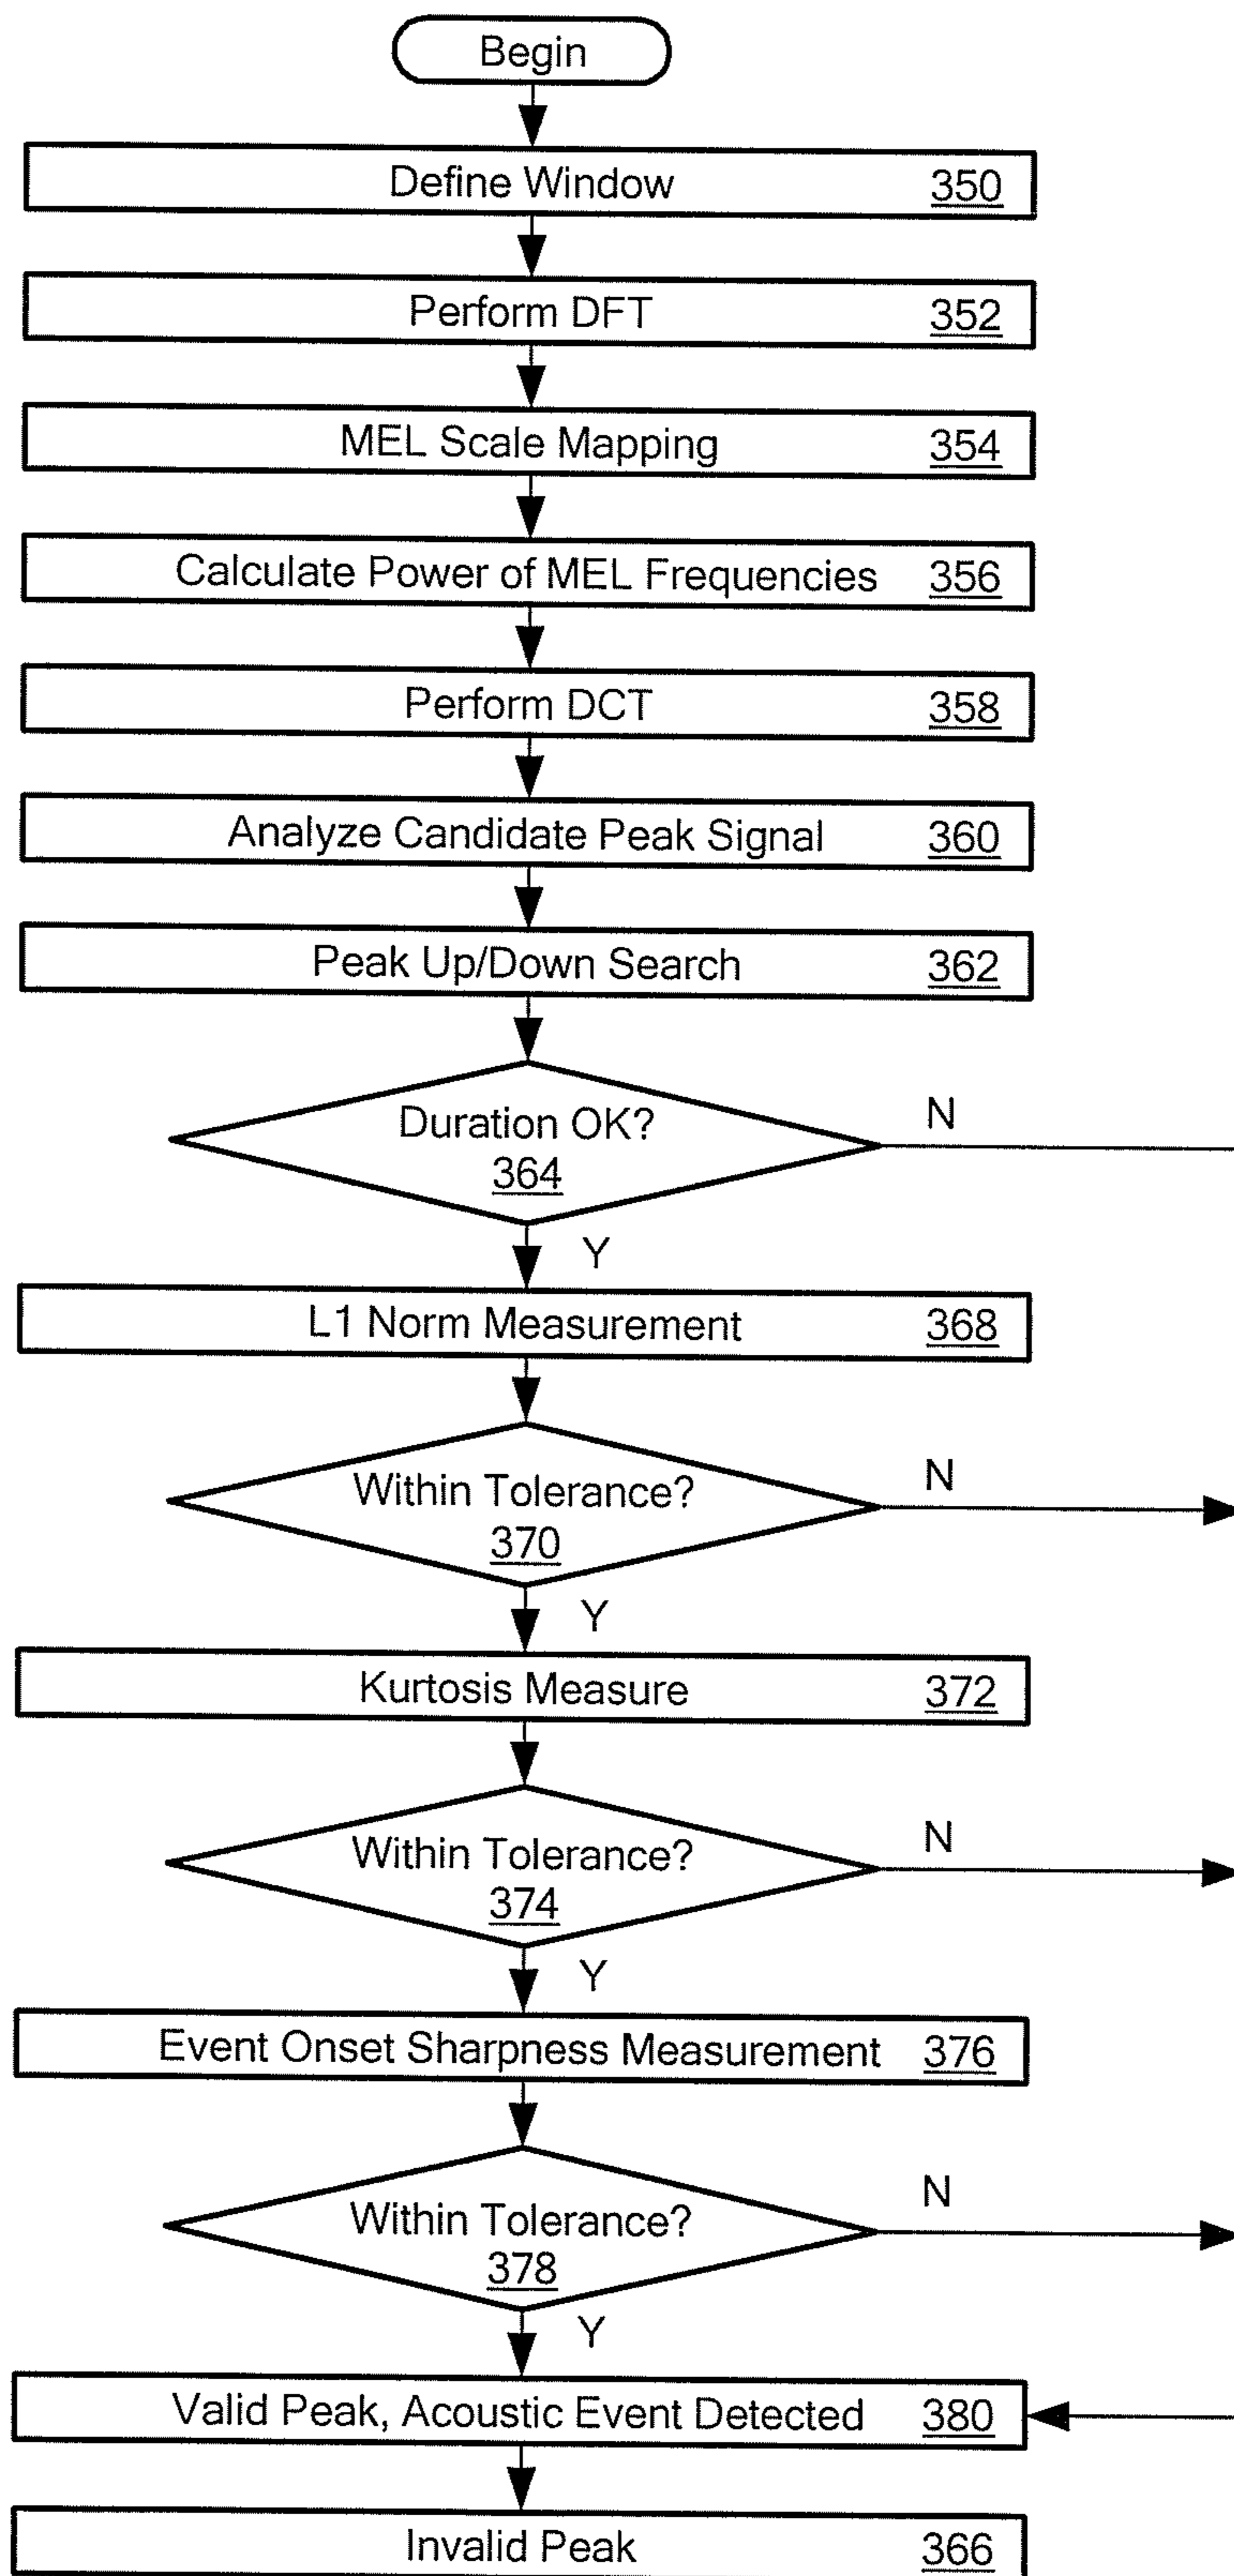 Begin
Define Window 350
Perform DFT 352
MEL Scale Mapping 354
Calculate Power of MEL Frequencies 356
Perform DCT 358
Analyze Candidate Peak Signal 360
Peak Up/Down Search 362
Duration OK? N
364
Y
L1 Norm Measurement 368
Within Tolerance? N
370
Y
Kurtosis Measure 372
Within Tolerance? N
374
Y
Event Onset Sharpness Measurement 376
Within Tolerance? N
378
Y
Valid Peak, Acoustic Event Detected 380
Invalid Peak 366